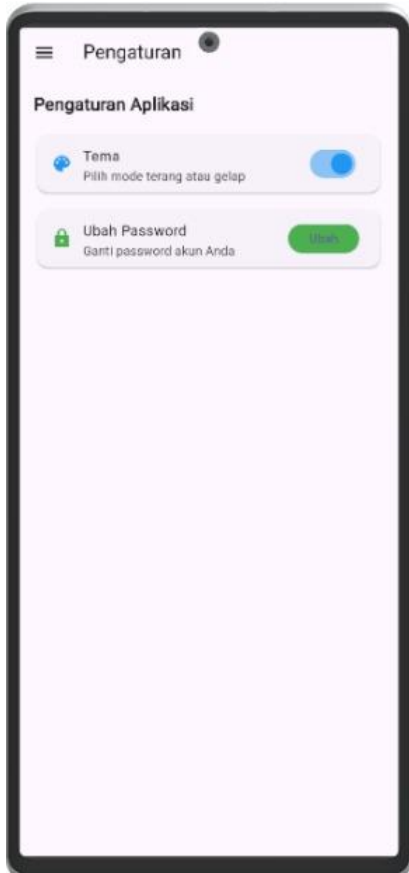 Pengaturan
Pengaturan Aplikasi
Tema
Pilih mode terang atau gelap
Ubah Password
Ganti password akun Anda
Ubah